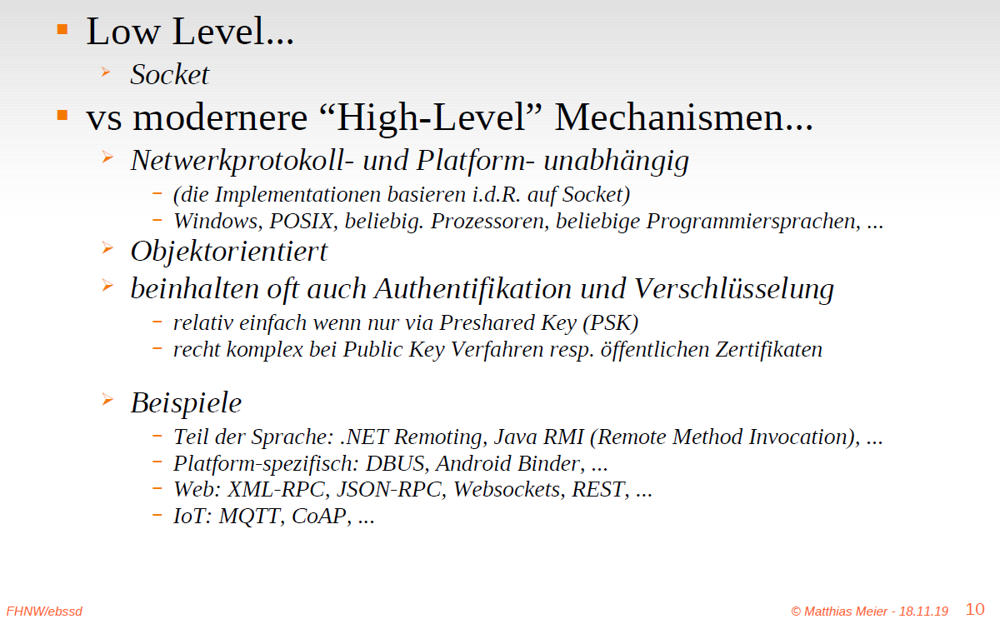 Low Level...
Socket
vs modernere “High-Level” Mechanismen...
Netwerkprotokoll- und Platform- unabhängig
(die Implementationen basieren i.d.R. auf Socket)
Windows, POSIX, beliebig. Prozessoren, beliebige Programmiersprachen, ...
Objektorientiert
beinhalten oft auch Authentifikation und Verschlüsselung
relativ einfach wenn nur via Preshared Key (PSK)
recht komplex bei Public Key Verfahren resp. öffentlichen Zertifikaten
Beispiele
Teil der Sprache: .NET Remoting, Java RMI (Remote Method Invocation), ...
Platform-spezifisch: DBUS, Android Binder, ...
Web: XML-RPC, JSON-RPC, Websockets, REST, ...
IoT: MQTT, CoAP, ...
FHNW/ebssd © Matthias Meier - 18.11.19 10